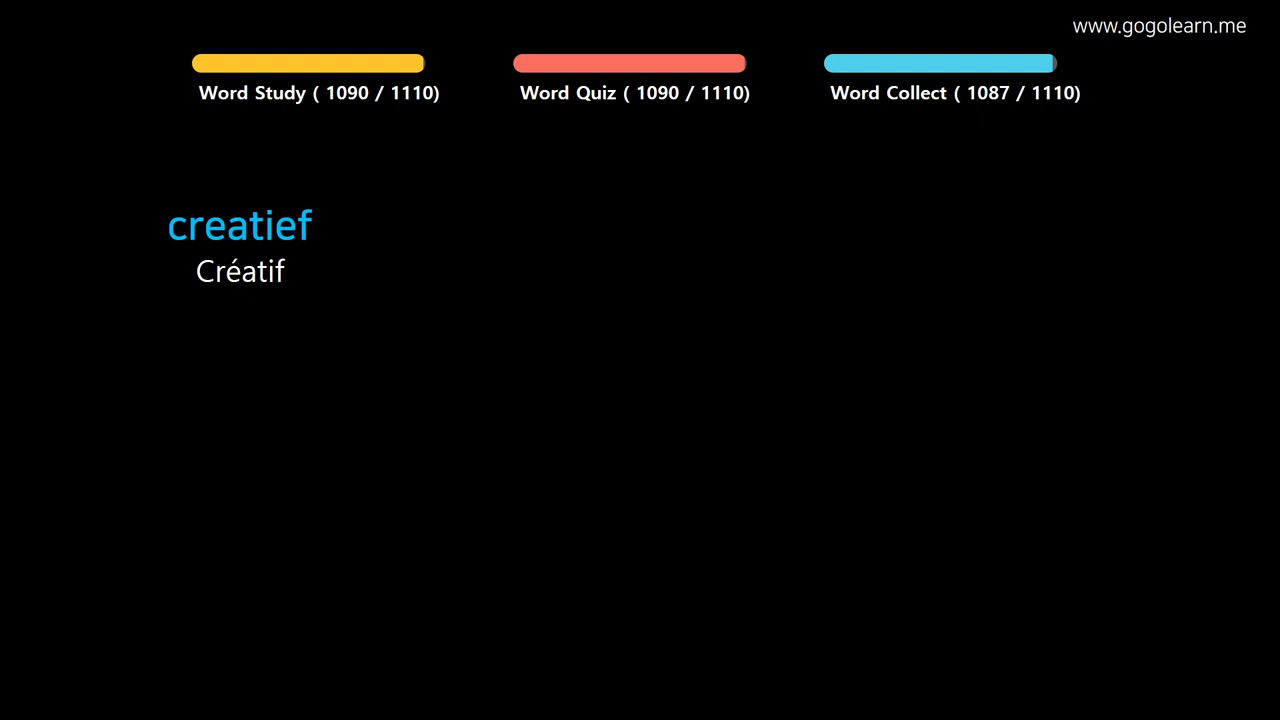 www.gogolearn.me
Word Study ( 1090 / 1110)
Word Quiz ( 1090 / 1110)
Word Collect ( 1087 / 1110)
creatief
Créatif